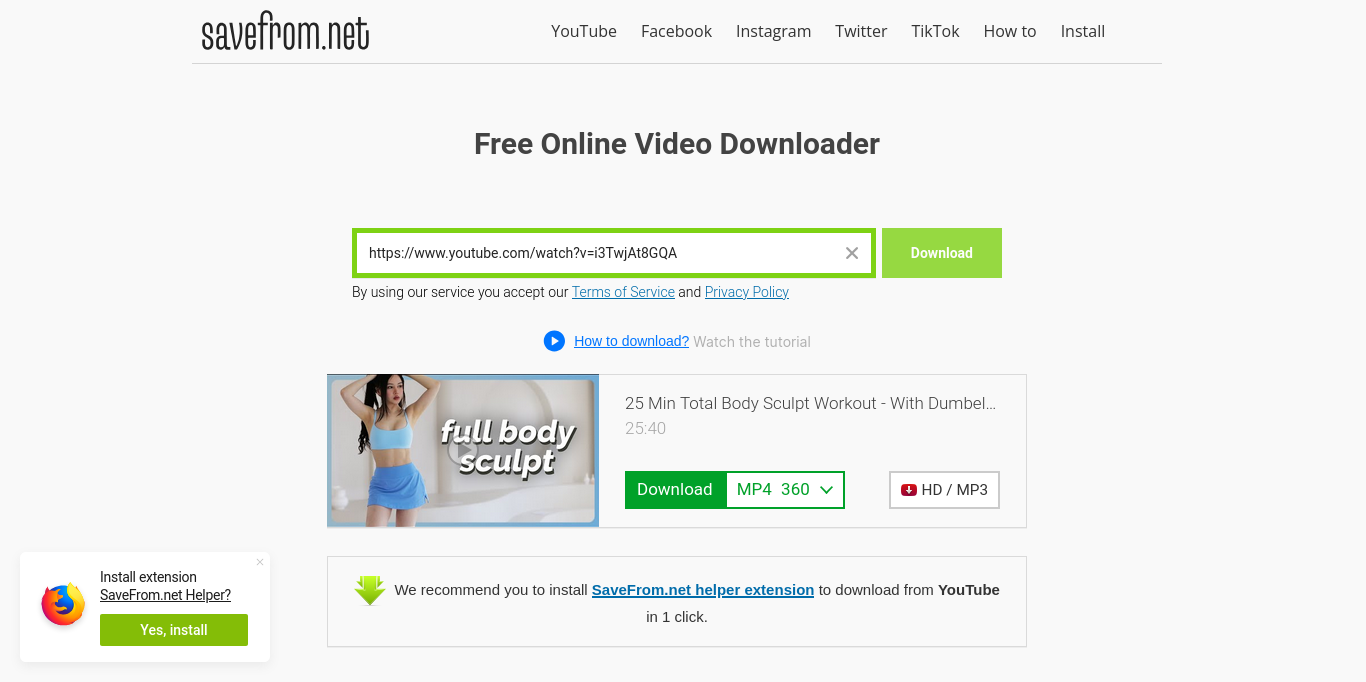 savefrom.net
YouTube Facebook Instagram Twitter TikTok How to Install
Free Online Video Downloader
https://www.youtube.com/watch?v=i3TwjAt8GQA
Download
By using our service you accept our Terms of Service and Privacy Policy
How to download? Watch the tutorial
full body
sculpt
25 Min Total Body Sculpt Workout - With Dumbel...
25:40
Download MP4 360
HD / MP3
We recommend you to install SaveFrom.net helper extension to download from YouTube
in 1 click.
Install extension
SaveFrom.net Helper?
Yes, install